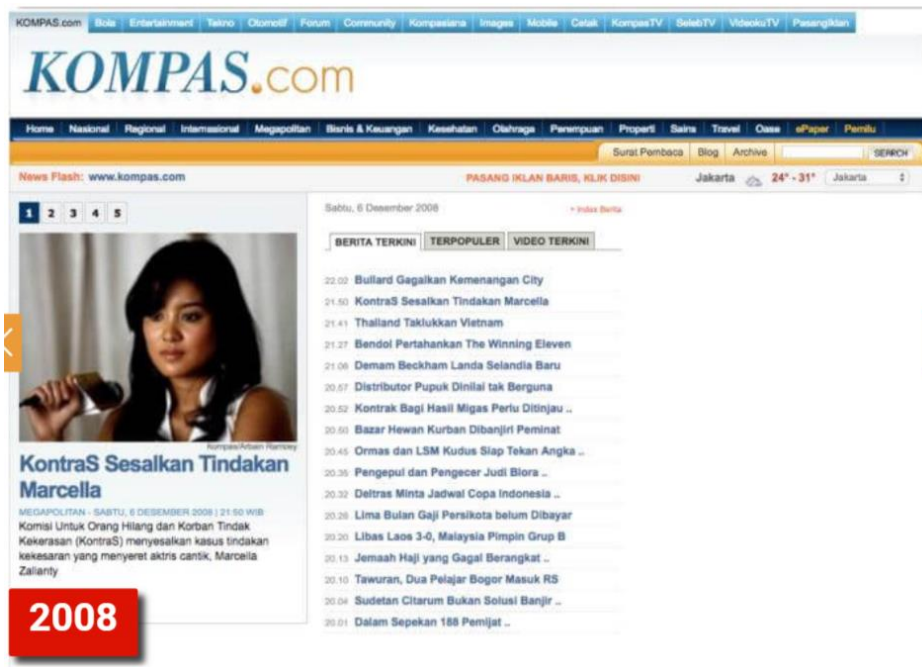 KOMPAS.com Bola Entertainment Tekno Otomotif Forum Community Kompasiana Images Mobile Cetak KompasTV SelebTV VideokuTV PasangIklan
KOMPAS.com
Home Nasional Regional Internasional Megapolitan Bisnis & Keuangan Kesehatan Olahraga Perempuan Properti Sains Travel Oase ePaper Pemilu
Surat Pembaca Blog Archive SEARCH
News Flash: www.kompas.com PASANG IKLAN BARIS, KLIK DISINI Jakarta 24° - 31° Jakarta
1 2 3 4 5
Kompas/Arbain Rambey
KontraS Sesalkan Tindakan
Marcella
MEGAPOLITAN - SABTU, 6 DESEMBER 2008 | 21:50 WIB
Komisi Untuk Orang Hilang dan Korban Tindak
Kekerasan (KontraS) menyesalkan kasus tindakan
kekesaran yang menyeret aktris cantik, Marcella
Zalianty
2008
Sabtu, 6 Desember 2008 + Index Berita
BERITA TERKINI TERPOPULER VIDEO TERKINI
22.02 Bullard Gagalkan Kemenangan City
21.50 KontraS Sesalkan Tindakan Marcella
21.41 Thailand Taklukkan Vietnam
21.27 Bendol Pertahankan The Winning Eleven
21.06 Demam Beckham Landa Selandia Baru
20.57 Distributor Pupuk Dinilai tak Berguna
20.52 Kontrak Bagi Hasil Migas Perlu Ditinjau ..
20.50 Bazar Hewan Kurban Dibanjiri Peminat
20.45 Ormas dan LSM Kudus Siap Tekan Angka ..
20.35 Pengepul dan Pengecer Judi Blora ..
20.32 Deltras Minta Jadwal Copa Indonesia ..
20.26 Lima Bulan Gaji Persikota belum Dibayar
20.20 Libas Laos 3-0, Malaysia Pimpin Grup B
20.13 Jemaah Haji yang Gagal Berangkat ..
20.10 Tawuran, Dua Pelajar Bogor Masuk RS
20.04 Sudetan Citarum Bukan Solusi Banjir ..
20.01 Dalam Sepekan 188 Pemijat ..